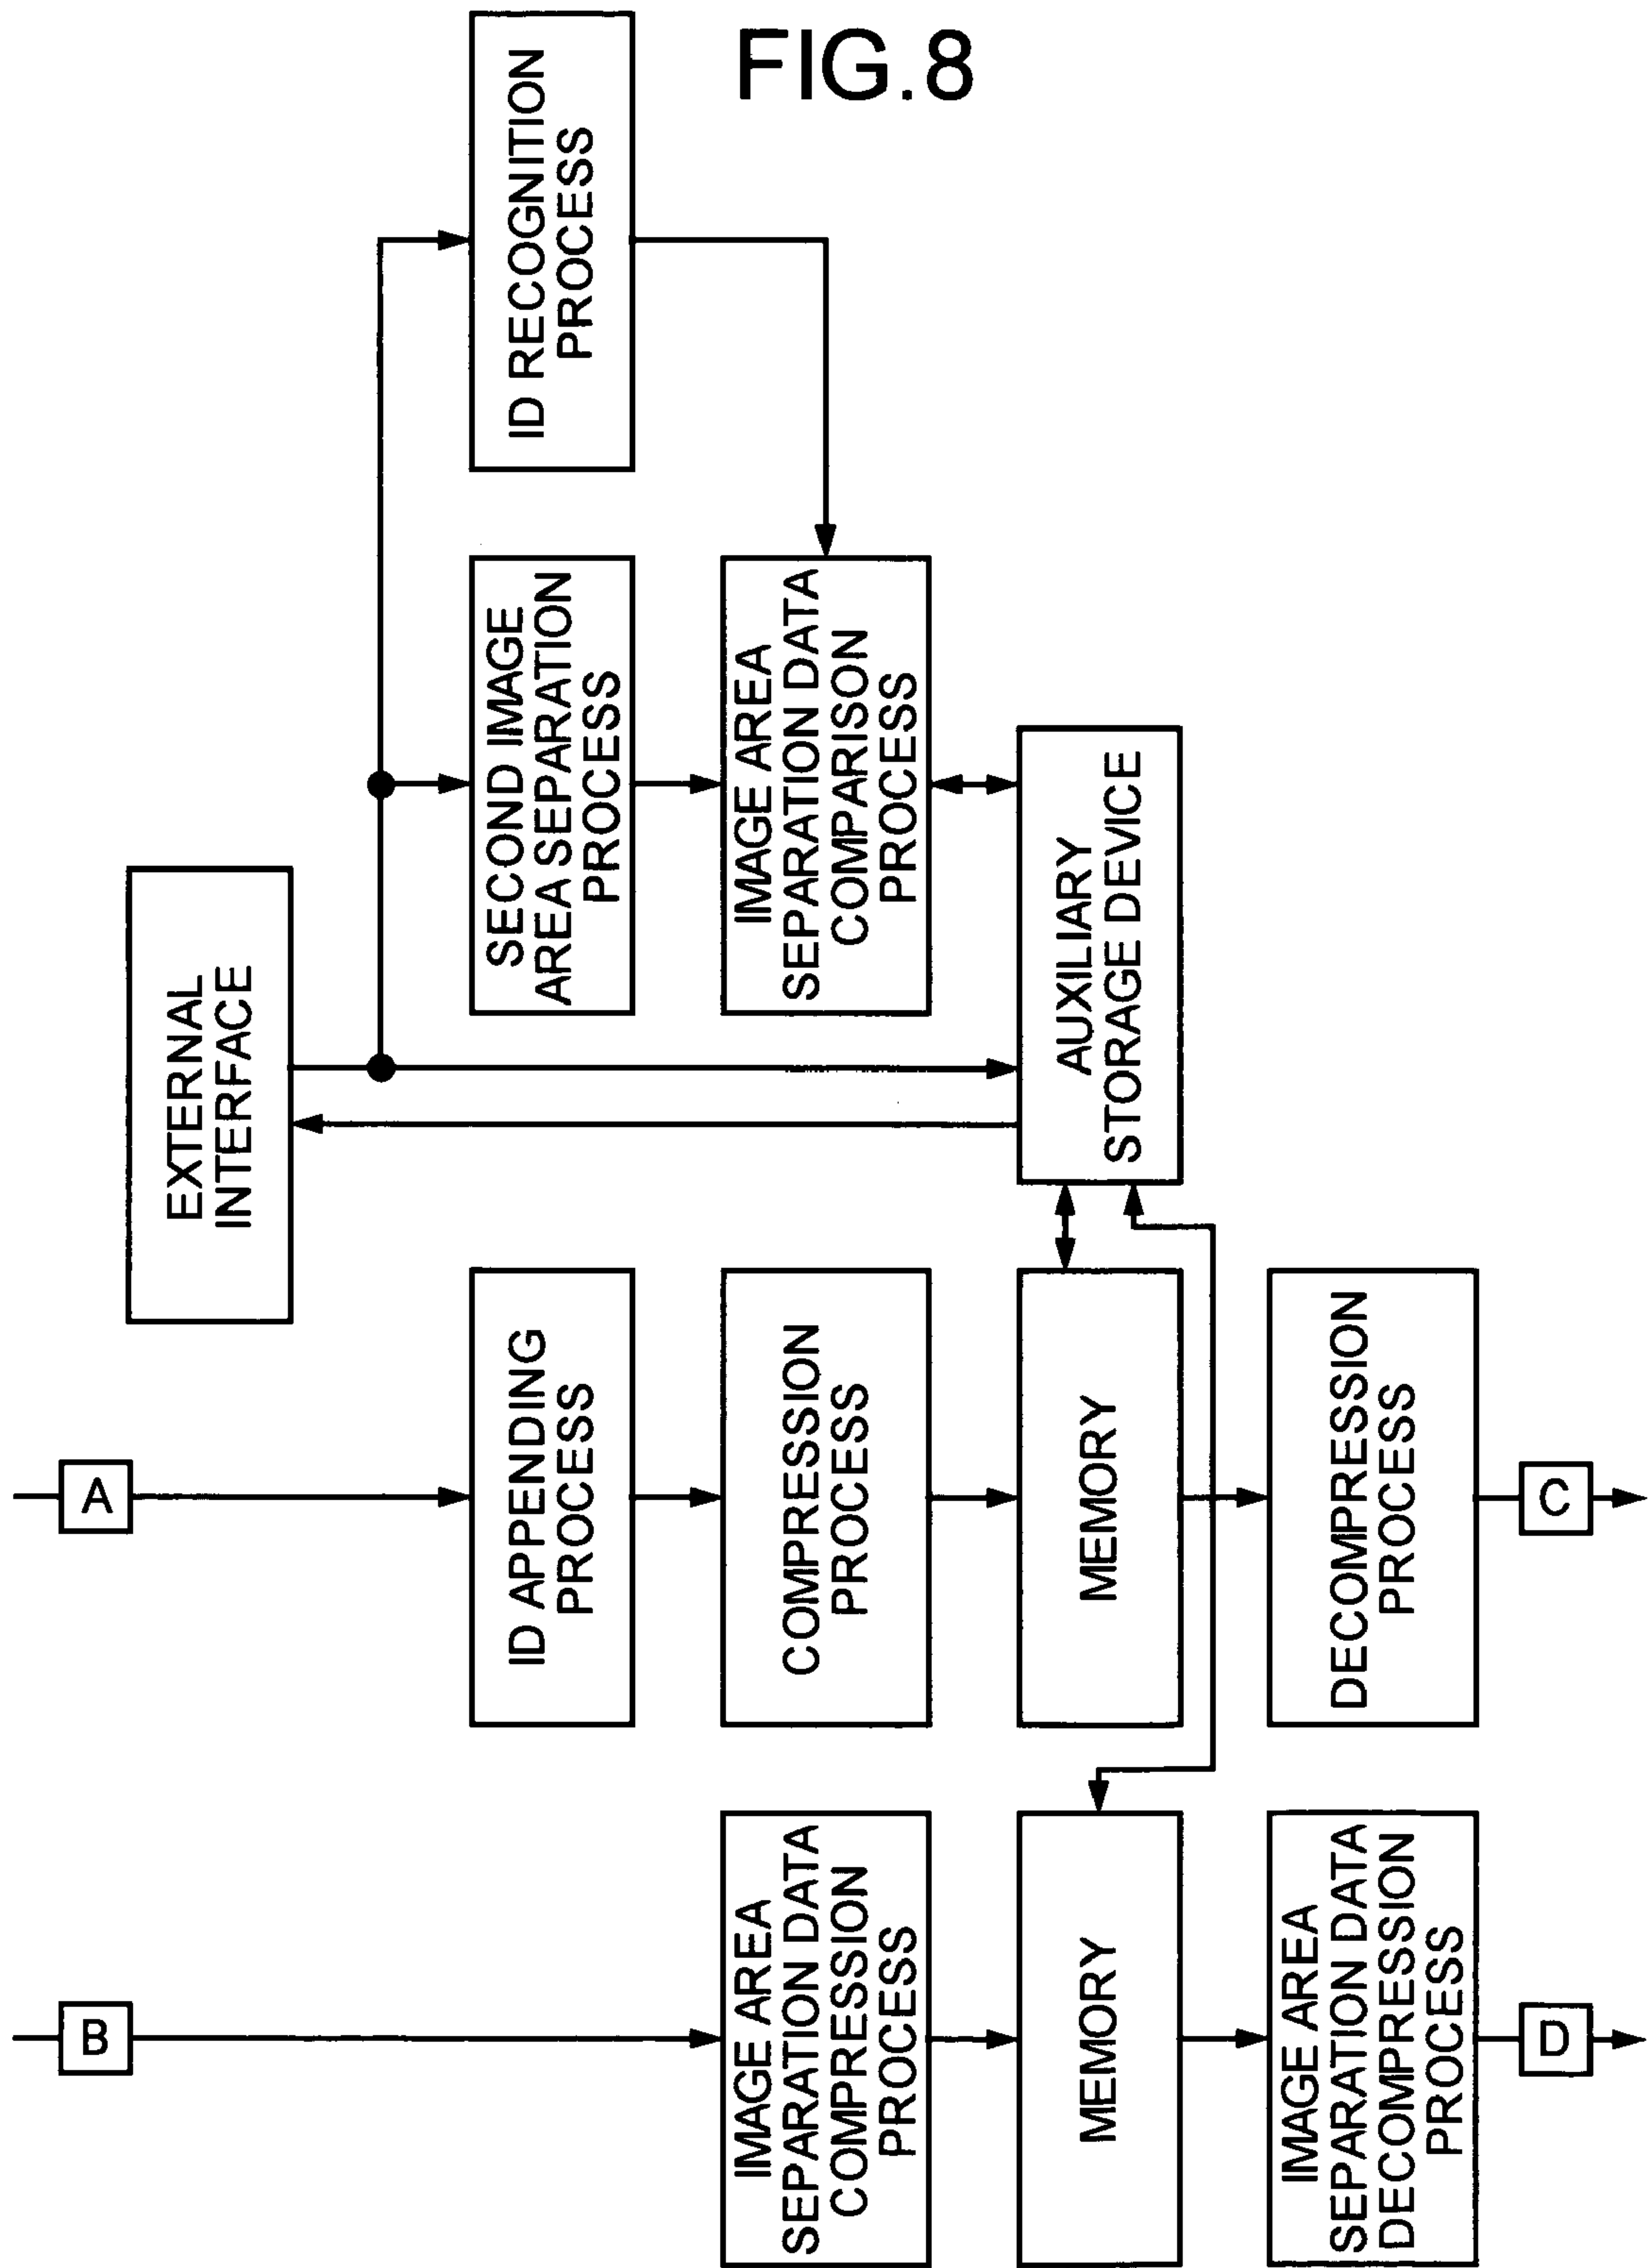 FIG.8
EXTERNAL
INTERFACE
ID RECOGNITION
PROCESS
SECOND IMAGE
AREA SEPARATION
PROCESS
IMAGE AREA
SEPARATION DATA
COMPARISON
PROCESS
AUXILIARY
STORAGE DEVICE
A
ID APPENDING
PROCESS
COMPRESSION
PROCESS
MEMORY
DECOMPRESSION
PROCESS
C
B
IMAGE AREA
SEPARATION DATA
COMPRESSION
PROCESS
MEMORY
IMAGE AREA
SEPARATION DATA
DECOMPRESSION
PROCESS
D